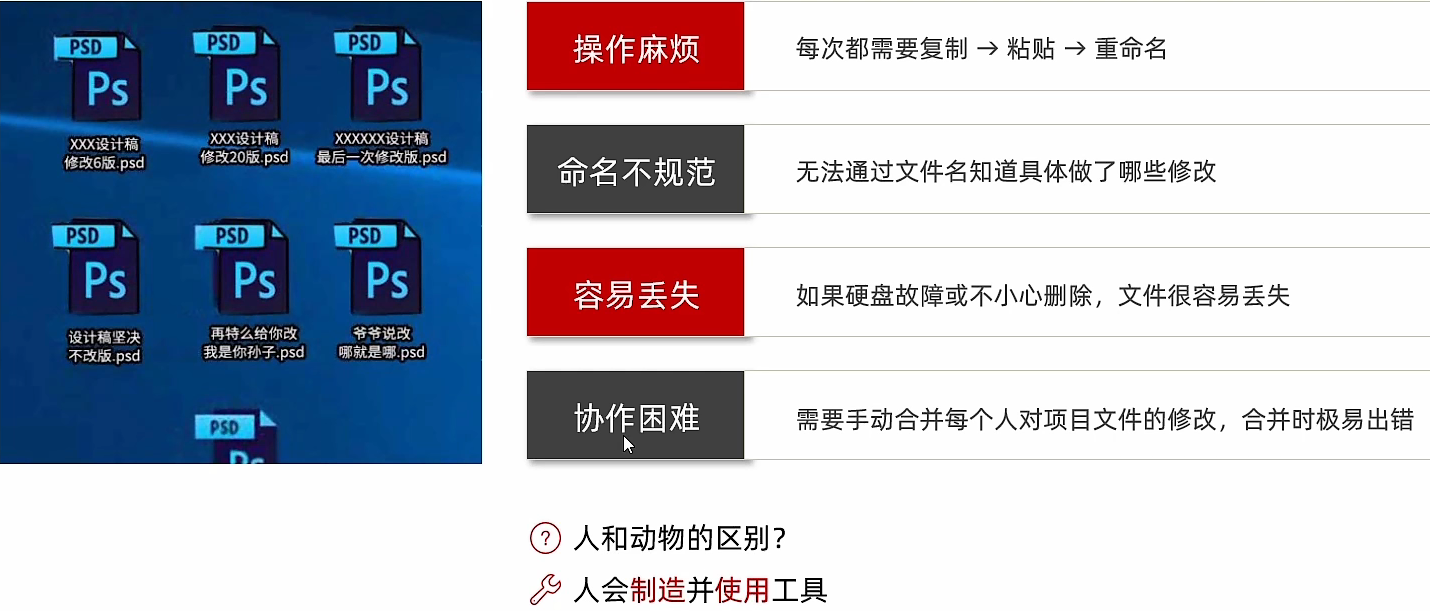 PSD
PSD
PSD
Ps
Ps
Ps
XXX设计稿
修改6版.psd
XXX设计稿
修改20版.psd
XXXXXX设计稿
最后一次修改版.psd
PSD
PSD
PSD
Ps
Ps
Ps
设计稿坚决
不改版.psd
再特么给你改
我是你孙子.psd
爷爷说改
哪就是哪.psd
PSD
Ps
操作麻烦
每次都需要复制 → 粘贴 → 重命名
命名不规范
无法通过文件名知道具体做了哪些修改
容易丢失
如果硬盘故障或不小心删除，文件很容易丢失
协作困难
需要手动合并每个人对项目文件的修改，合并时极易出错
? 人和动物的区别?
人会制造并使用工具